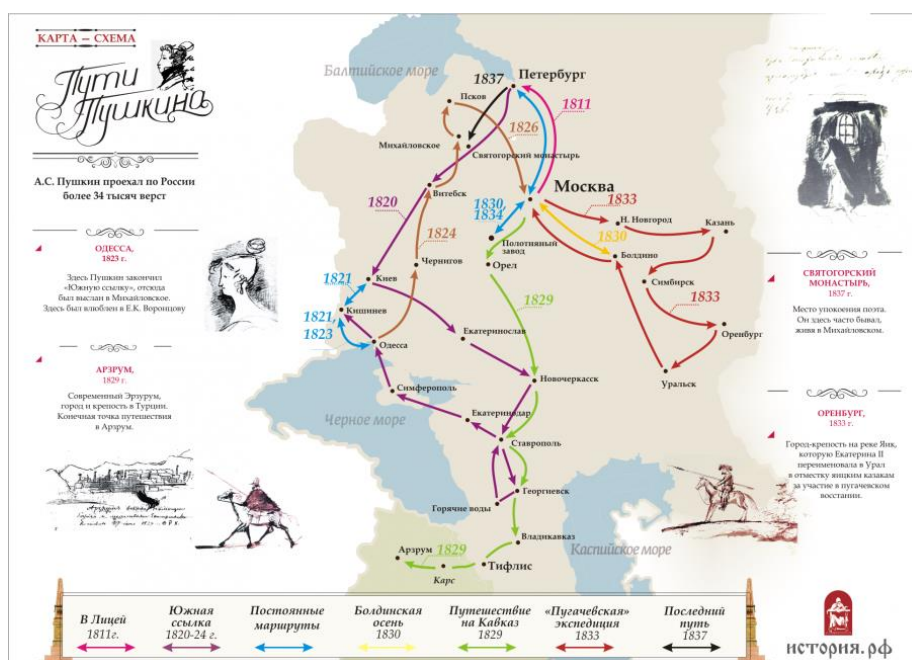 КАРТА – СХЕМА
Пути
Пушкина
А.С. Пушкин проехал по России
более 34 тысяч верст
ОДЕССА,
1823 г.
Здесь Пушкин закончил
«Южную ссылку», отсюда
был выслан в Михайловское.
Здесь был влюблен в Е.К. Воронцову
АРЗРУМ,
1829 г.
Современный Эрзурум,
город и крепость в Турции.
Конечная точка путешествия
в Арзрум.
Балтийское море
1837
Петербург
1811
Псков
1826
Михайловское
Святогорский монастырь
Витебск
Москва
1820
1830,
1834
1833
Н. Новгород
Казань
1830
Полотняный
завод
Болдино
1824
Чернигов
Орел
Симбирск
1833
1821
Киев
1829
Оренбург
Кишинев
1821,
1823
Екатеринослав
Одесса
Уральск
Новочеркасск
Симферополь
Екатеринодар
Черное море
Ставрополь
Георгиевск
Горячие воды
Владикавказ
Каспийское море
Арзрум
1829
Карс
Тифлис
СВЯТОГОРСКИЙ
МОНАСТЫРЬ,
1837 г.
Место упокоения поэта.
Он здесь часто бывал,
живя в Михайловском.
ОРЕНБУРГ,
1833 г.
Город-крепость на реке Яик,
которую Екатерина II
переименовала в Урал
в отместку яицким казакам
за участие в пугачевском
восстании.
В Лицей
1811г.
Южная
ссылка
1820-24 г.
Постоянные
маршруты
Болдинская
осень
1830
Путешествие
на Кавказ
1829
«Пугачевская»
экспедиция
1833
Последний
путь
1837
история.рф